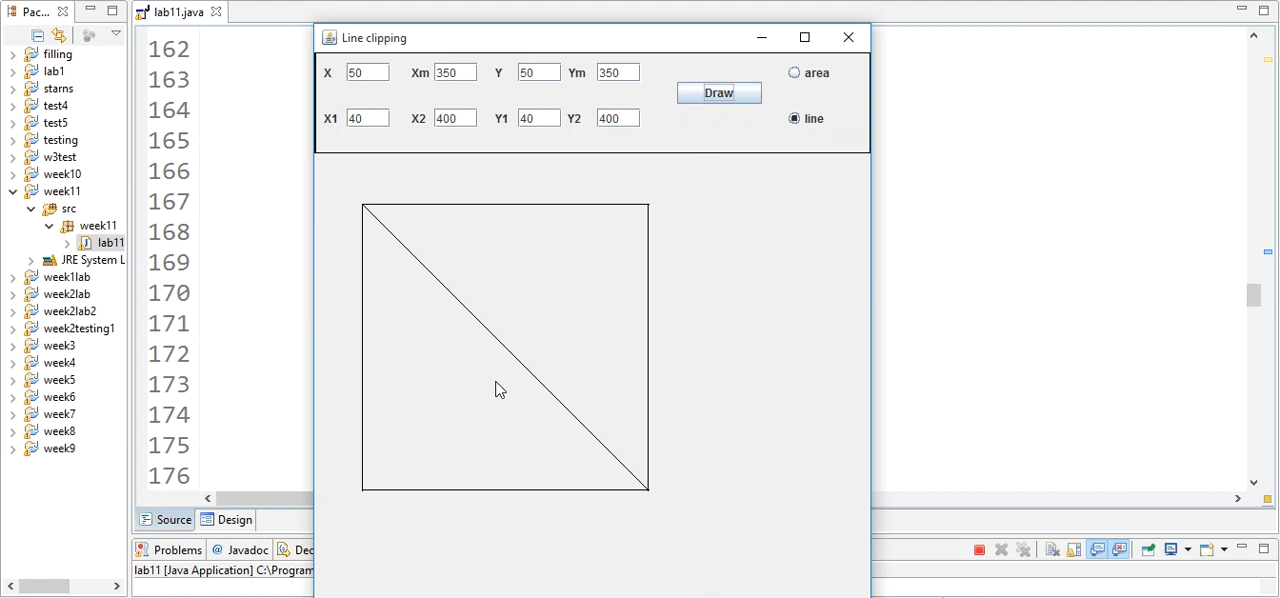 Pac...
lab11.java
filling
lab1
starns
test4
test5
testing
w3test
week10
week11
src
week11
lab11
JRE System L
week1lab
week2lab
week2lab2
week2testing1
week3
week4
week5
week6
week7
week8
week9
162
163
164
165
166
167
168
169
170
171
172
173
174
175
176
Line clipping
X 50 Xm 350 Y 50 Ym 350
Draw
area
X1 40 X2 400 Y1 40 Y2 400
line
Source Design
Problems @ Javadoc Dec
lab11 [Java Application] C:\Program